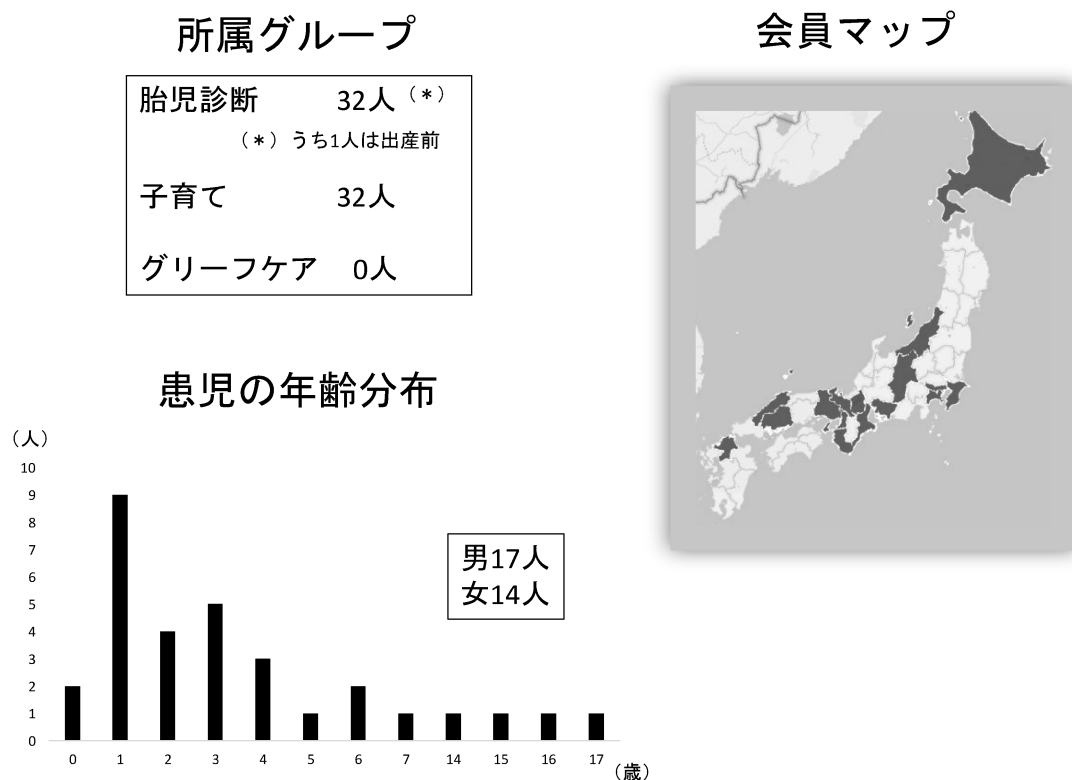 所属グループ
胎児診断 32人（*）
（*）うち1人は出産前
子育て 32人
グリーフケア 0人
会員マップ
患児の年齢分布
（人）
10
9
8
7
6
5
4
3
2
1
0
0 1 2 3 4 5 6 7 14 15 16 17
（歳）
男17人
女14人